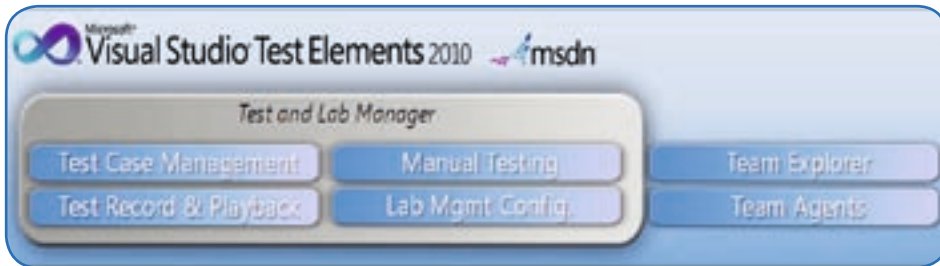 Microsoft®
Visual Studio Test Elements 2010 msdn
Test and Lab Manager
Test Case Management Manual Testing Team Explorer
Test Record & Playback Lab Mgmt Config. Team Agents